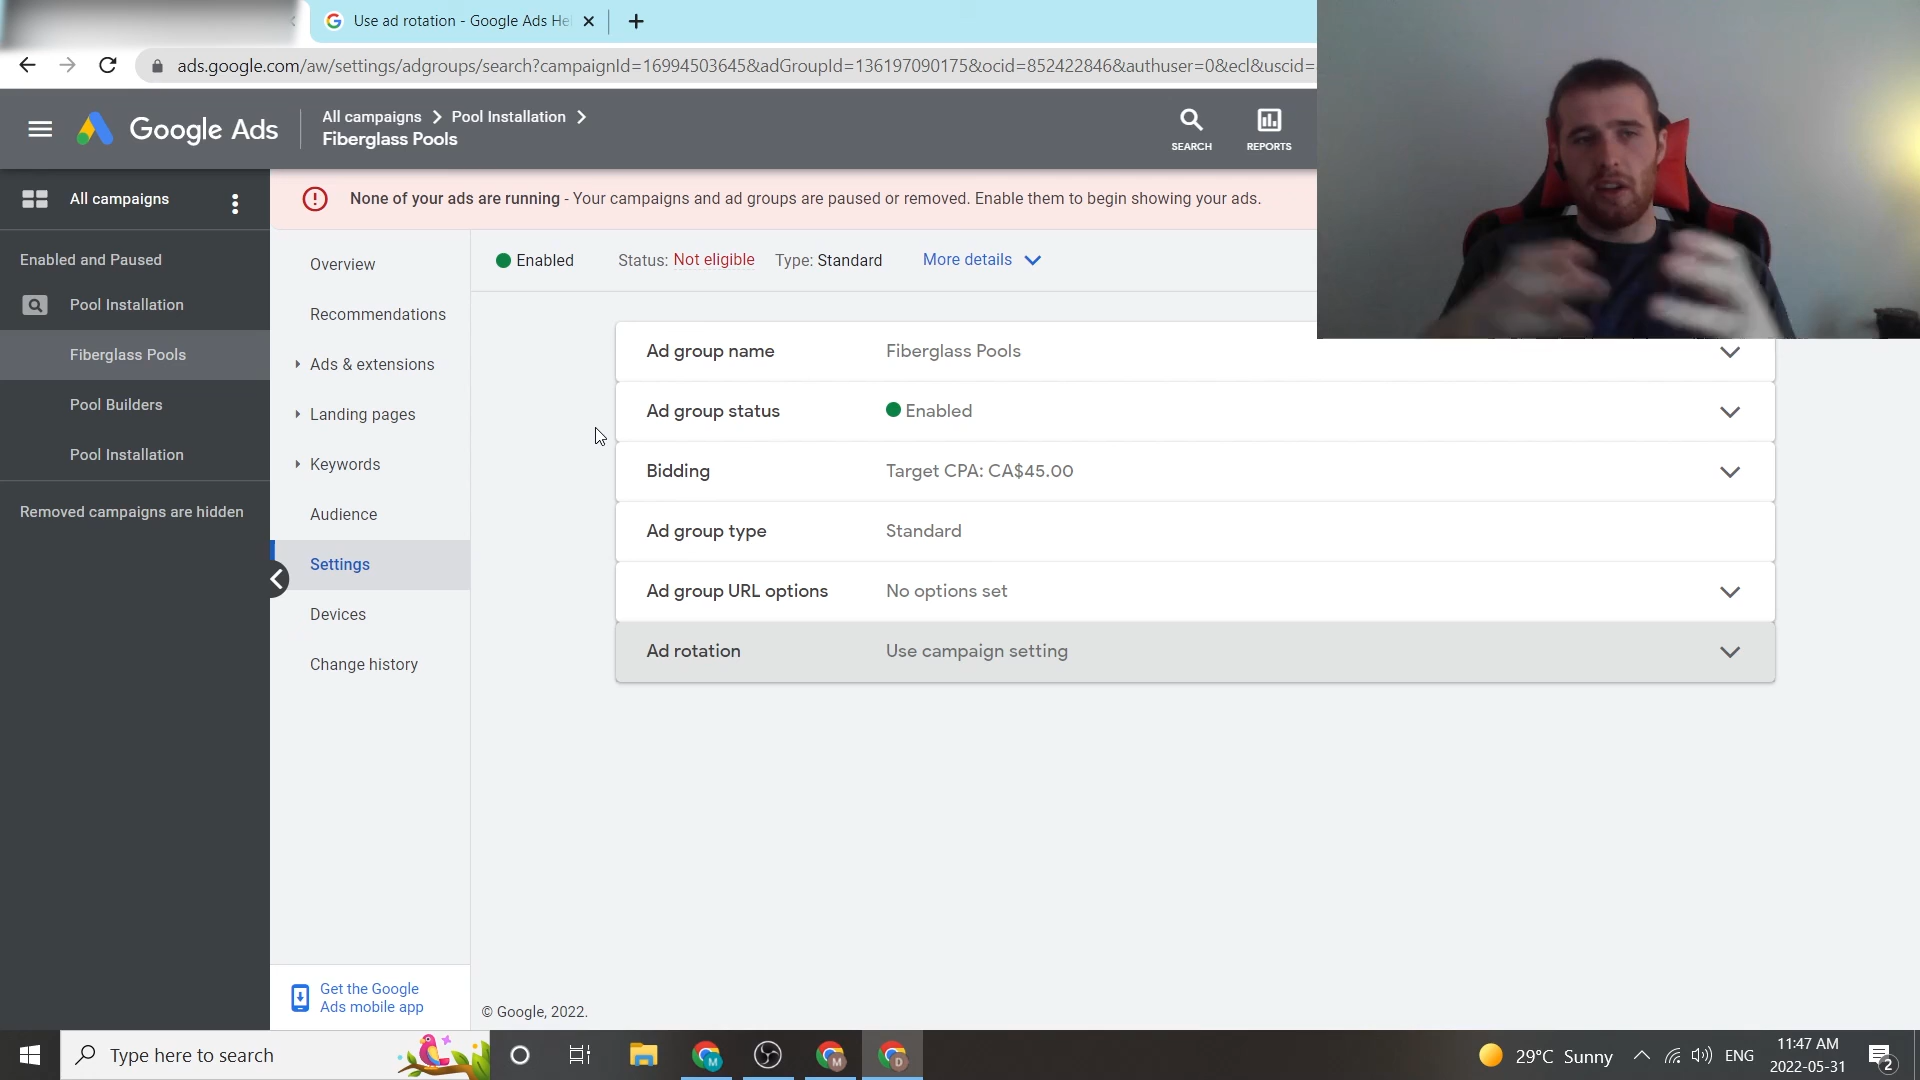 Use ad rotation - Google Ads He
ads.google.com/aw/settings/adgroups/search?campaignId=16994503645&adGroupId=136197090175&ocid=852422846&authuser=0&ecl&uscid=
Google Ads
All campaigns
Pool Installation
Fiberglass Pools
SEARCH
REPORTS
All campaigns
None of your ads are running - Your campaigns and ad groups are paused or removed. Enable them to begin showing your ads.
Enabled and Paused
Pool Installation
Fiberglass Pools
Pool Builders
Pool Installation
Removed campaigns are hidden
Overview
Recommendations
Ads & extensions
Landing pages
Keywords
Audience
Settings
Devices
Change history
Get the Google
Ads mobile app
Enabled Status: Not eligible Type: Standard More details
Ad group name Fiberglass Pools
Ad group status Enabled
Bidding Target CPA: CA$45.00
Ad group type Standard
Ad group URL options No options set
Ad rotation Use campaign setting
© Google, 2022.
Type here to search
M
M
D
29°C Sunny
ENG
11:47 AM
2022-05-31
2